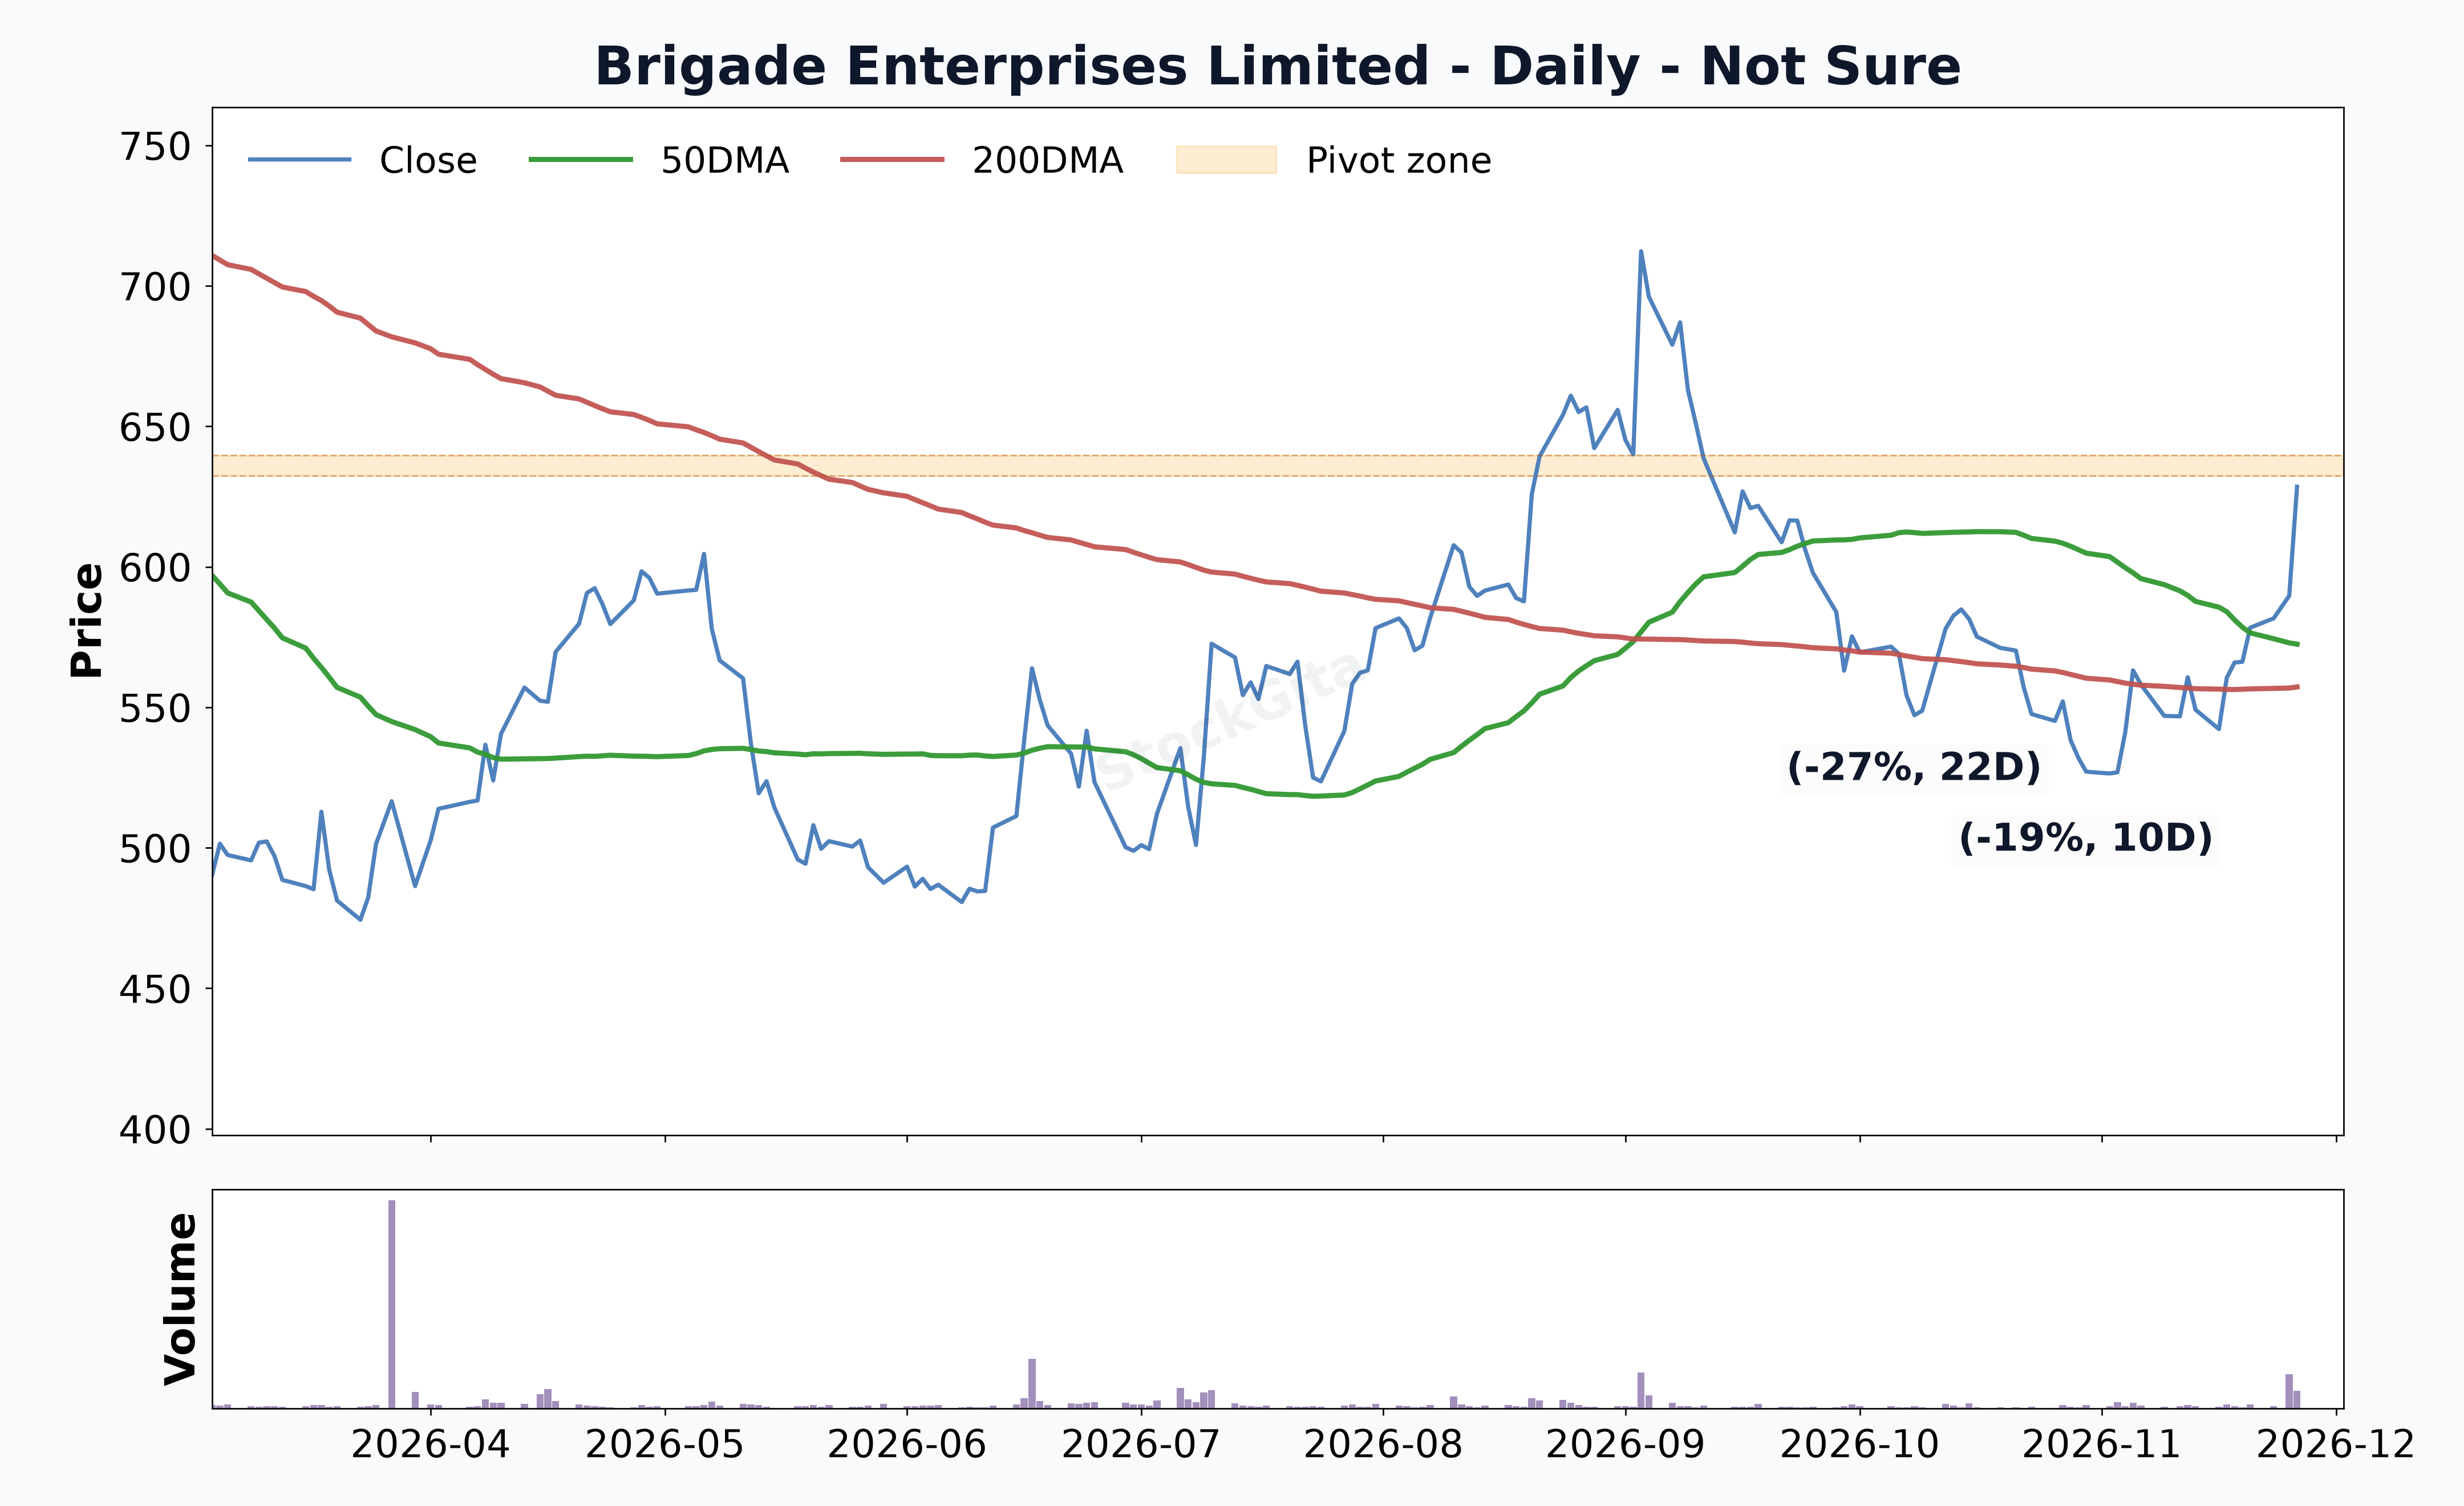 Brigade Enterprises Limited - Daily - Not Sure
Close 50DMA 200DMA Pivot zone
750
700
650
600
550
500
450
400
Price
StockGita
(-27%, 22D)
(-19%, 10D)
Volume
2026-04 2026-05 2026-06 2026-07 2026-08 2026-09 2026-10 2026-11 2026-12